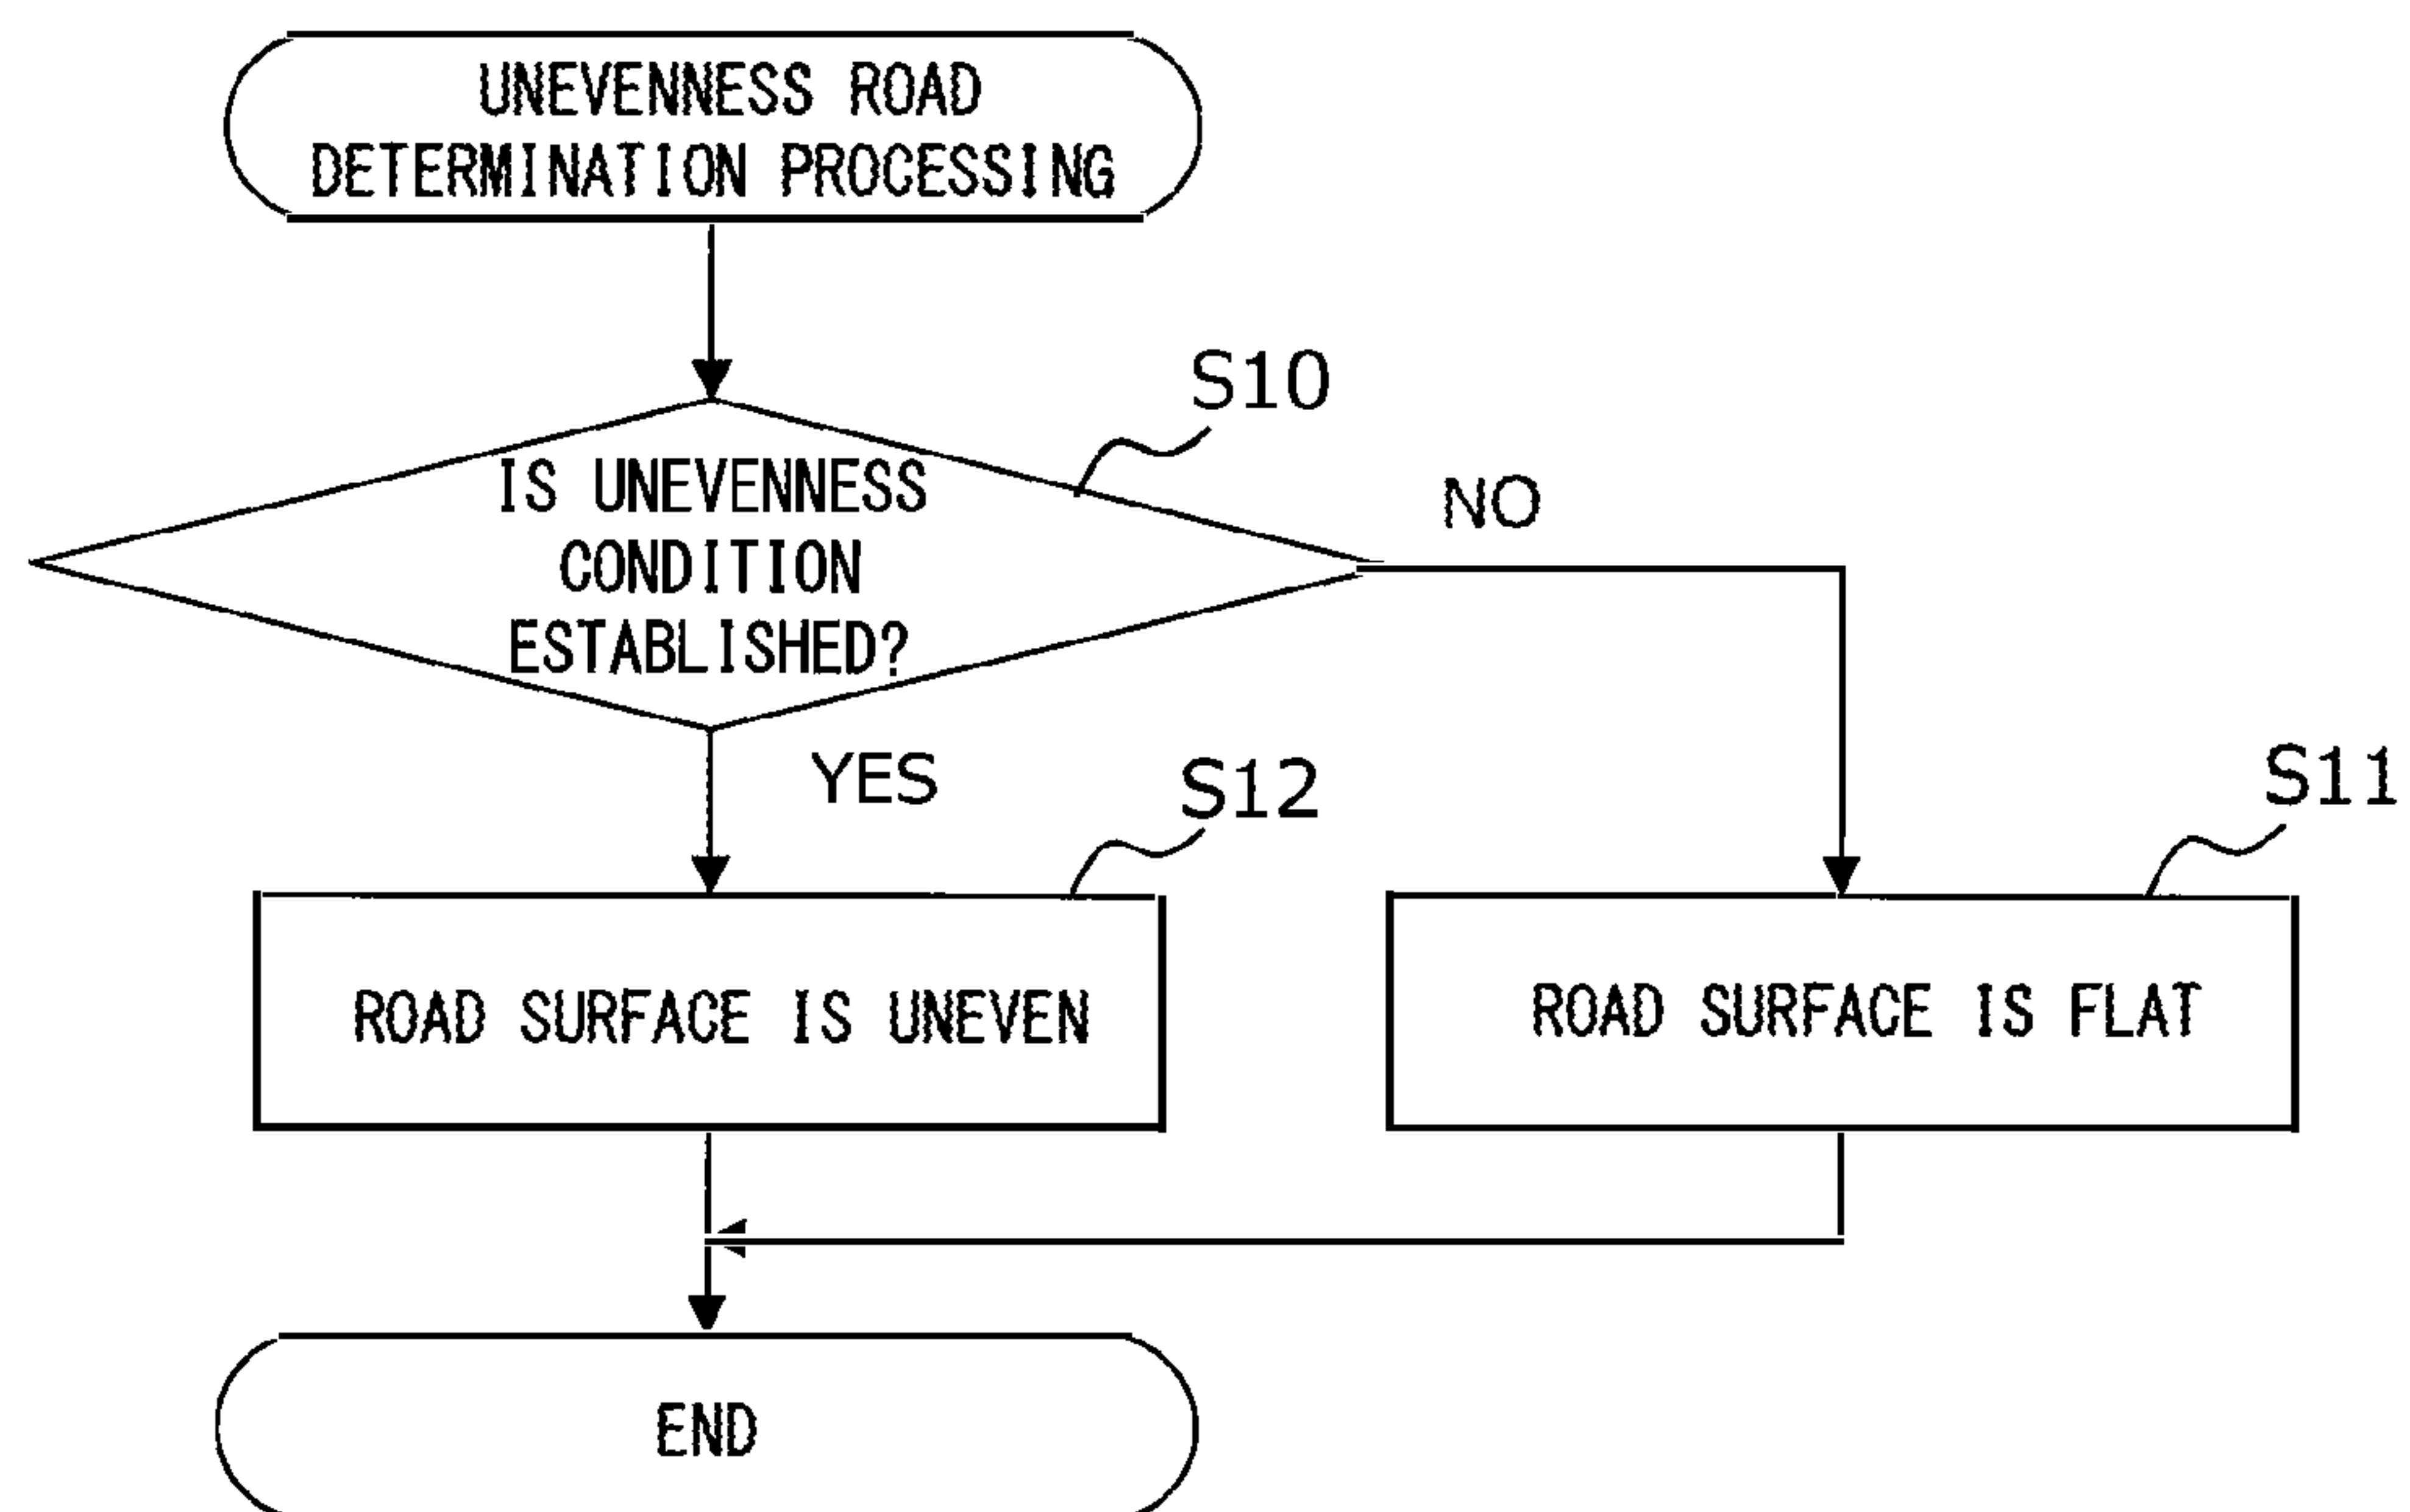 UNEVENNESS ROAD
DETERMINATION PROCESSING
S10
IS UNEVENNESS
CONDITION
ESTABLISHED?
NO
YES
S12
S11
ROAD SURFACE IS UNEVEN
ROAD SURFACE IS FLAT
END